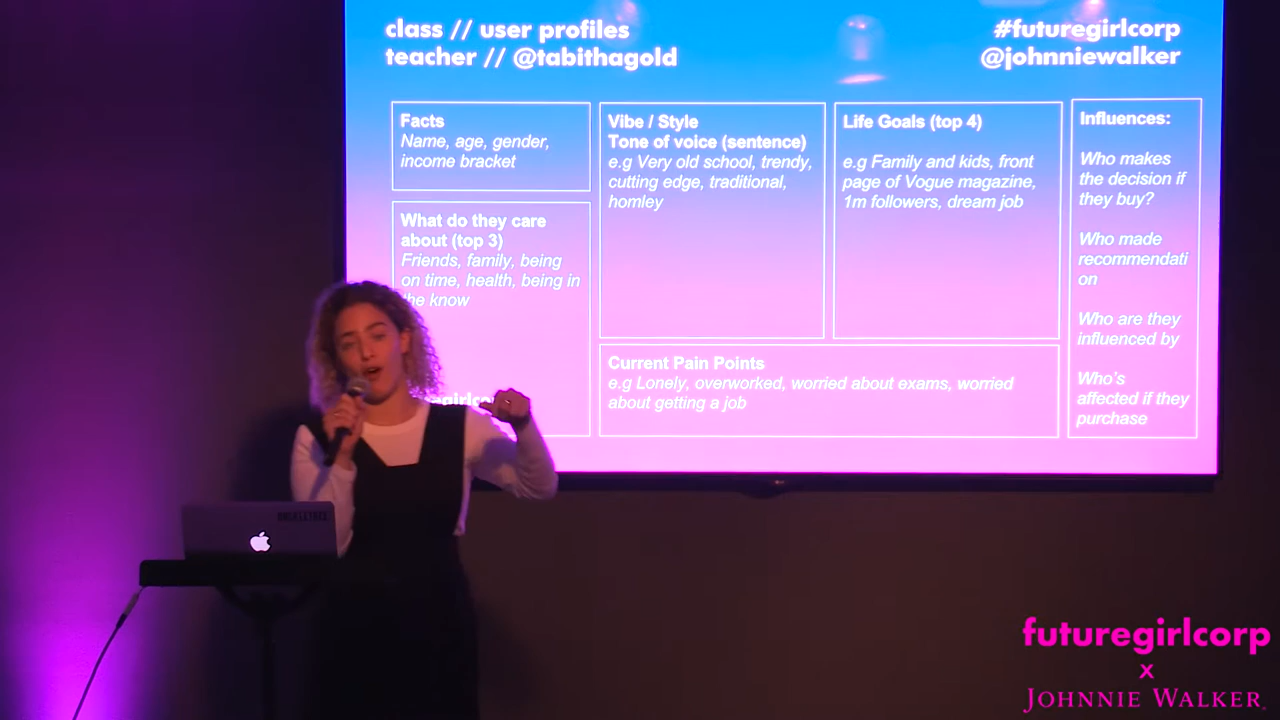 class // user profiles
teacher // @tabithagold
#futuregirlcorp
@johnniewalker
Facts
Name, age, gender,
income bracket
What do they care
about (top 3)
Friends, family, being
on time, health, being in
the know
Vibe / Style
Tone of voice (sentence)
e.g Very old school, trendy,
cutting edge, traditional,
homley
Life Goals (top 4)
e.g Family and kids, front
page of Vogue magazine,
1m followers, dream job
Current Pain Points
e.g Lonely, overworked, worried about exams, worried
about getting a job
Influences:
Who makes
the decision if
they buy?
Who made
recommendati
on
Who are they
influenced by
Who's
affected if they
purchase
futuregirlcorp
x
JOHNNIE WALKER